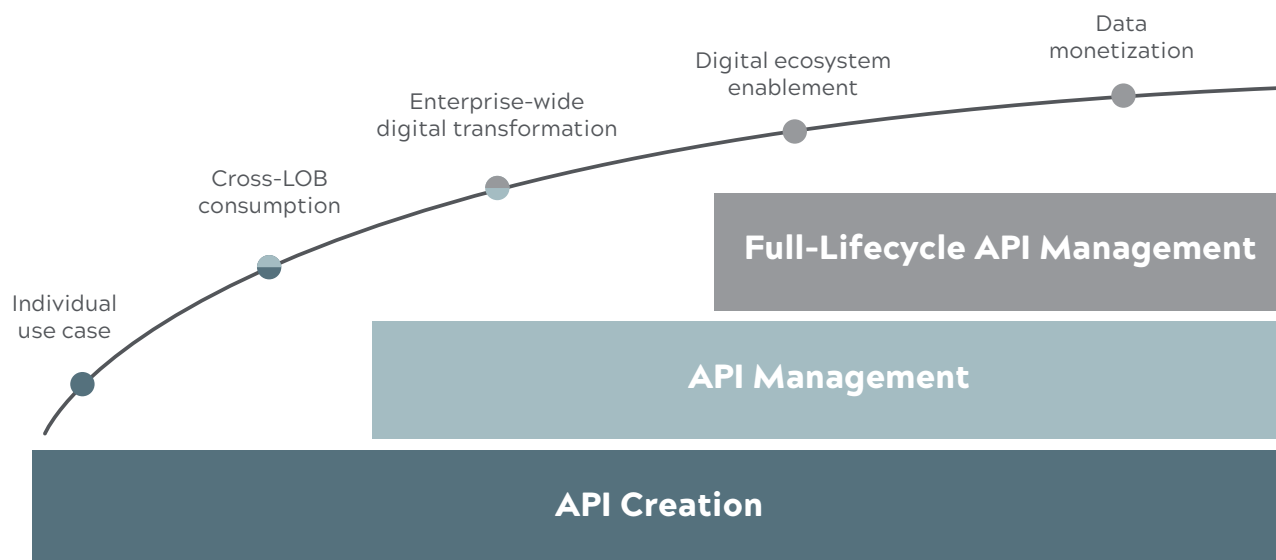 Data
monetization
Digital ecosystem
enablement
Enterprise-wide
digital transformation
Cross-LOB
consumption
Individual
use case
Full-Lifecycle API Management
API Management
API Creation